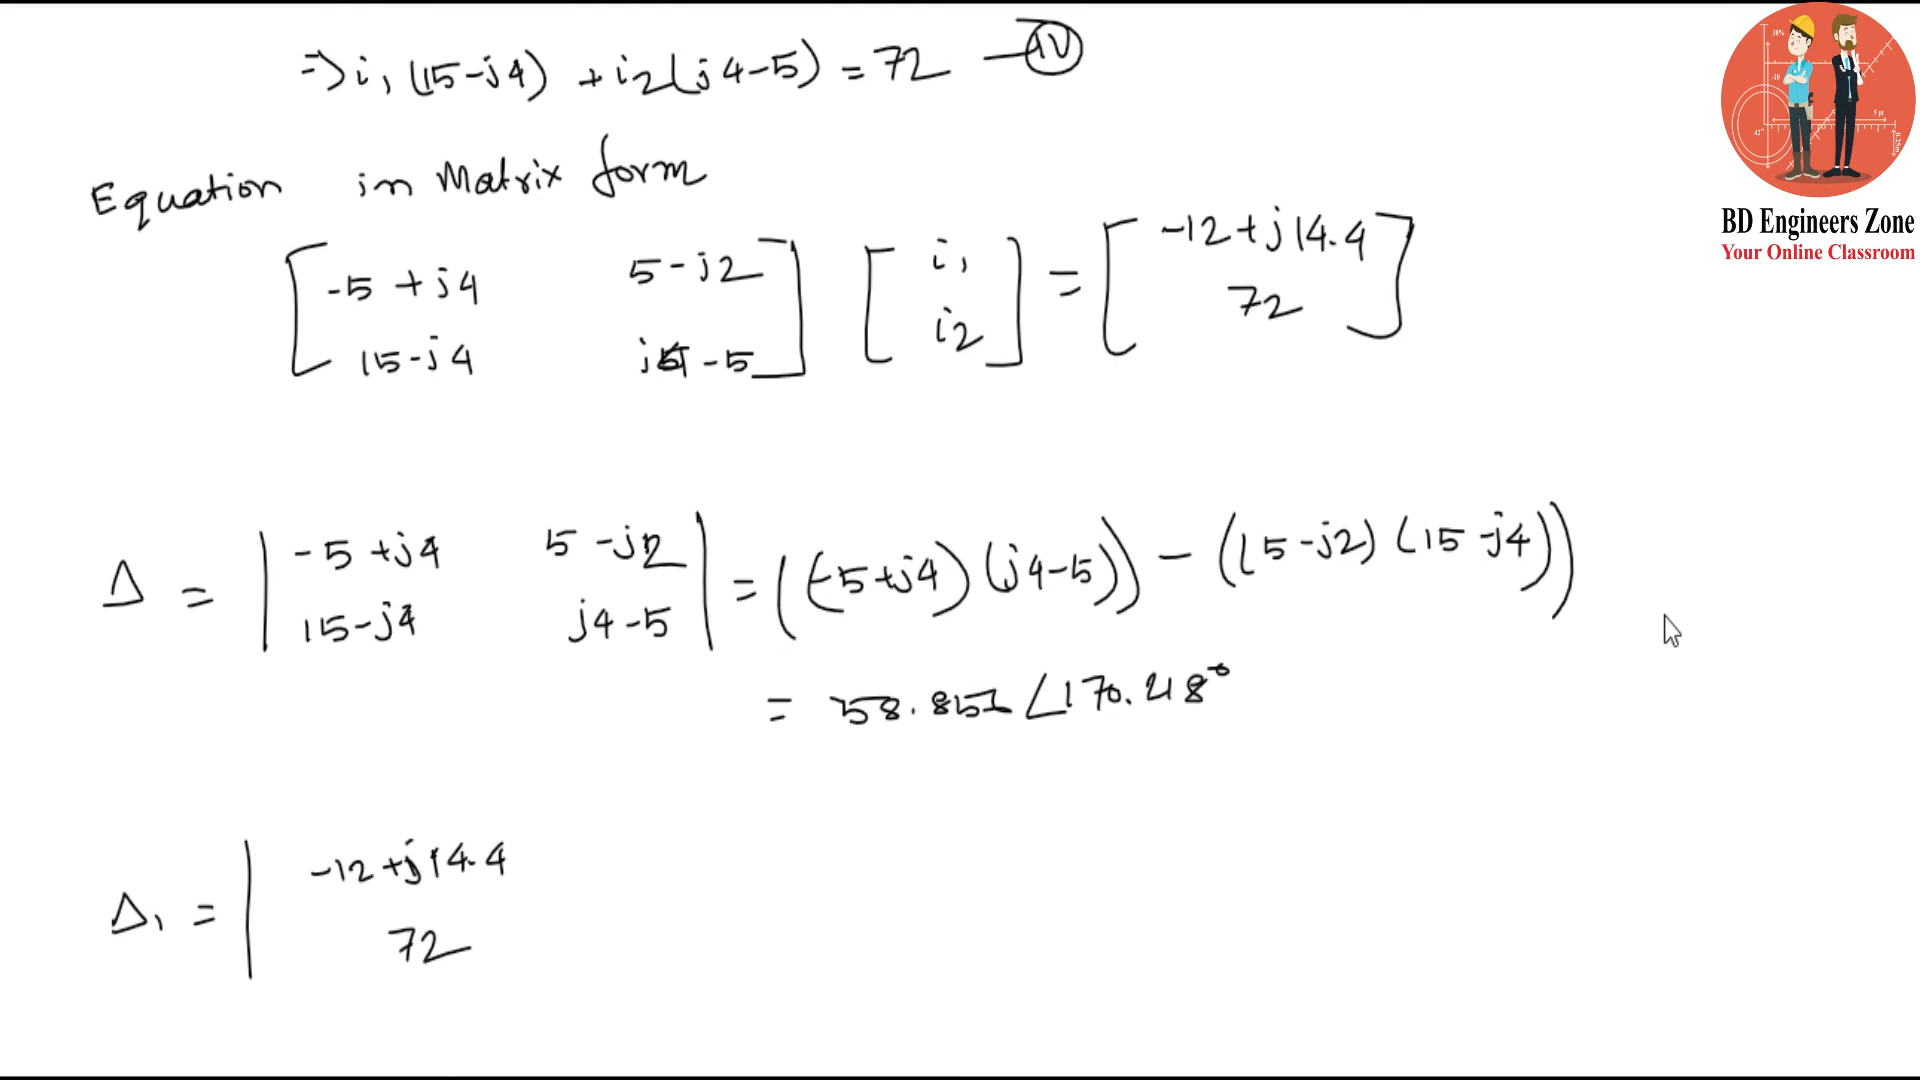 ⇒ i₁ (15-j4) + i₂(j4-5) = 72 — (IV)
Equation in Matrix form
[ -5+j4 5-j2 ] [ i₁ ] = [ -12+j14.4 ]
[ 15-j4 j4-5 ] [ i₂ ] [ 72 ]
Δ = | -5+j4 5-j2 | = ((-5+j4)(j4-5)) - ((5-j2)(15-j4))
| 15-j4 j4-5 |
= 58.852 ∠170.218°
Δ₁ = | -12+j14.4
| 72
BD Engineers Zone
Your Online Classroom